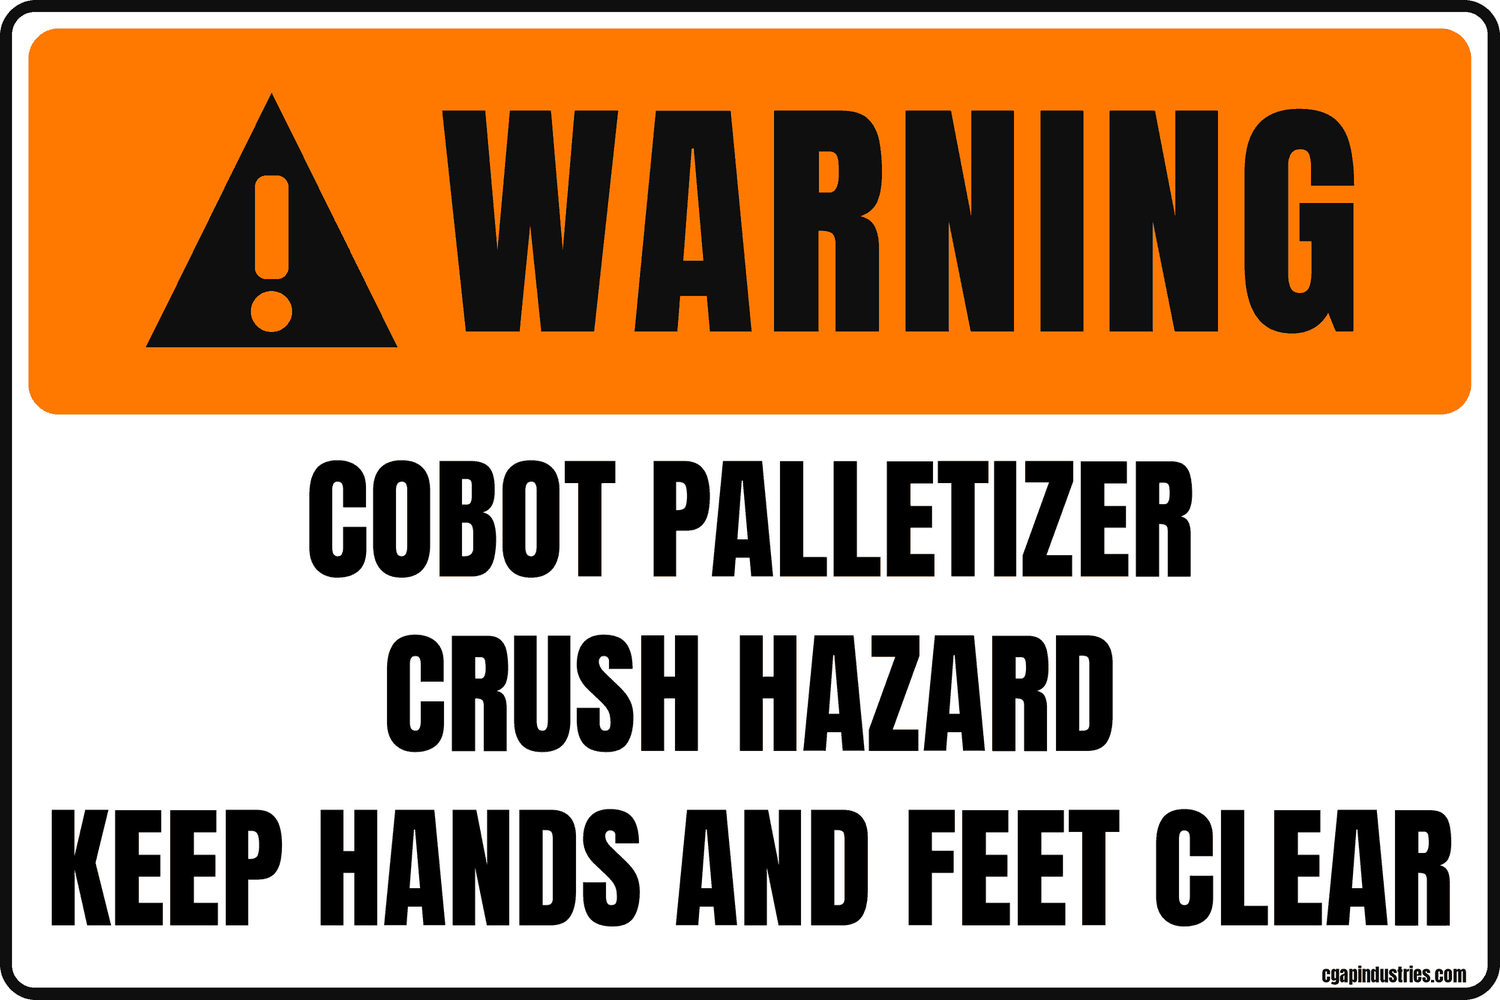 WARNING
COBOT PALLETIZER
CRUSH HAZARD
KEEP HANDS AND FEET CLEAR
cgapindustries.com